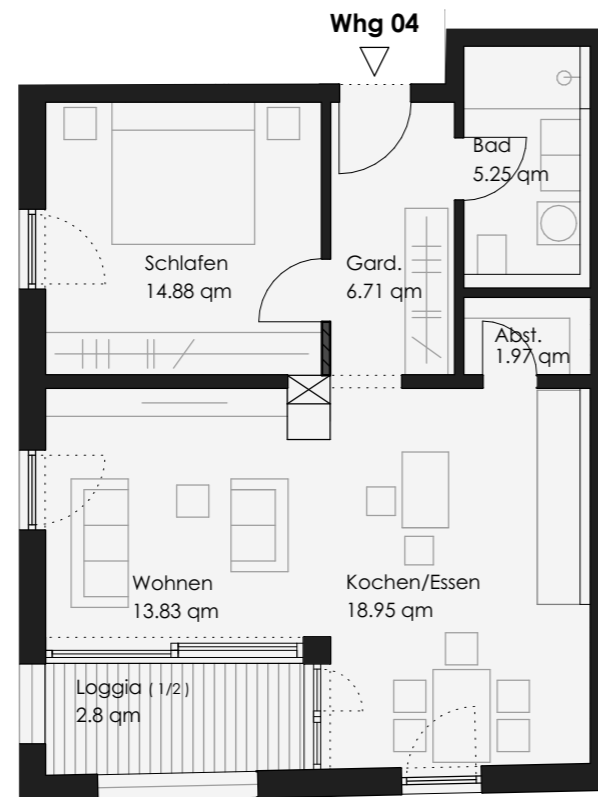 Whg 04
Bad
5.25 qm
Schlafen
14.88 qm
Gard.
6.71 qm
Abst.
1.97 qm
Wohnen
13.83 qm
Kochen/Essen
18.95 qm
Loggia ( 1/2 )
2.8 qm